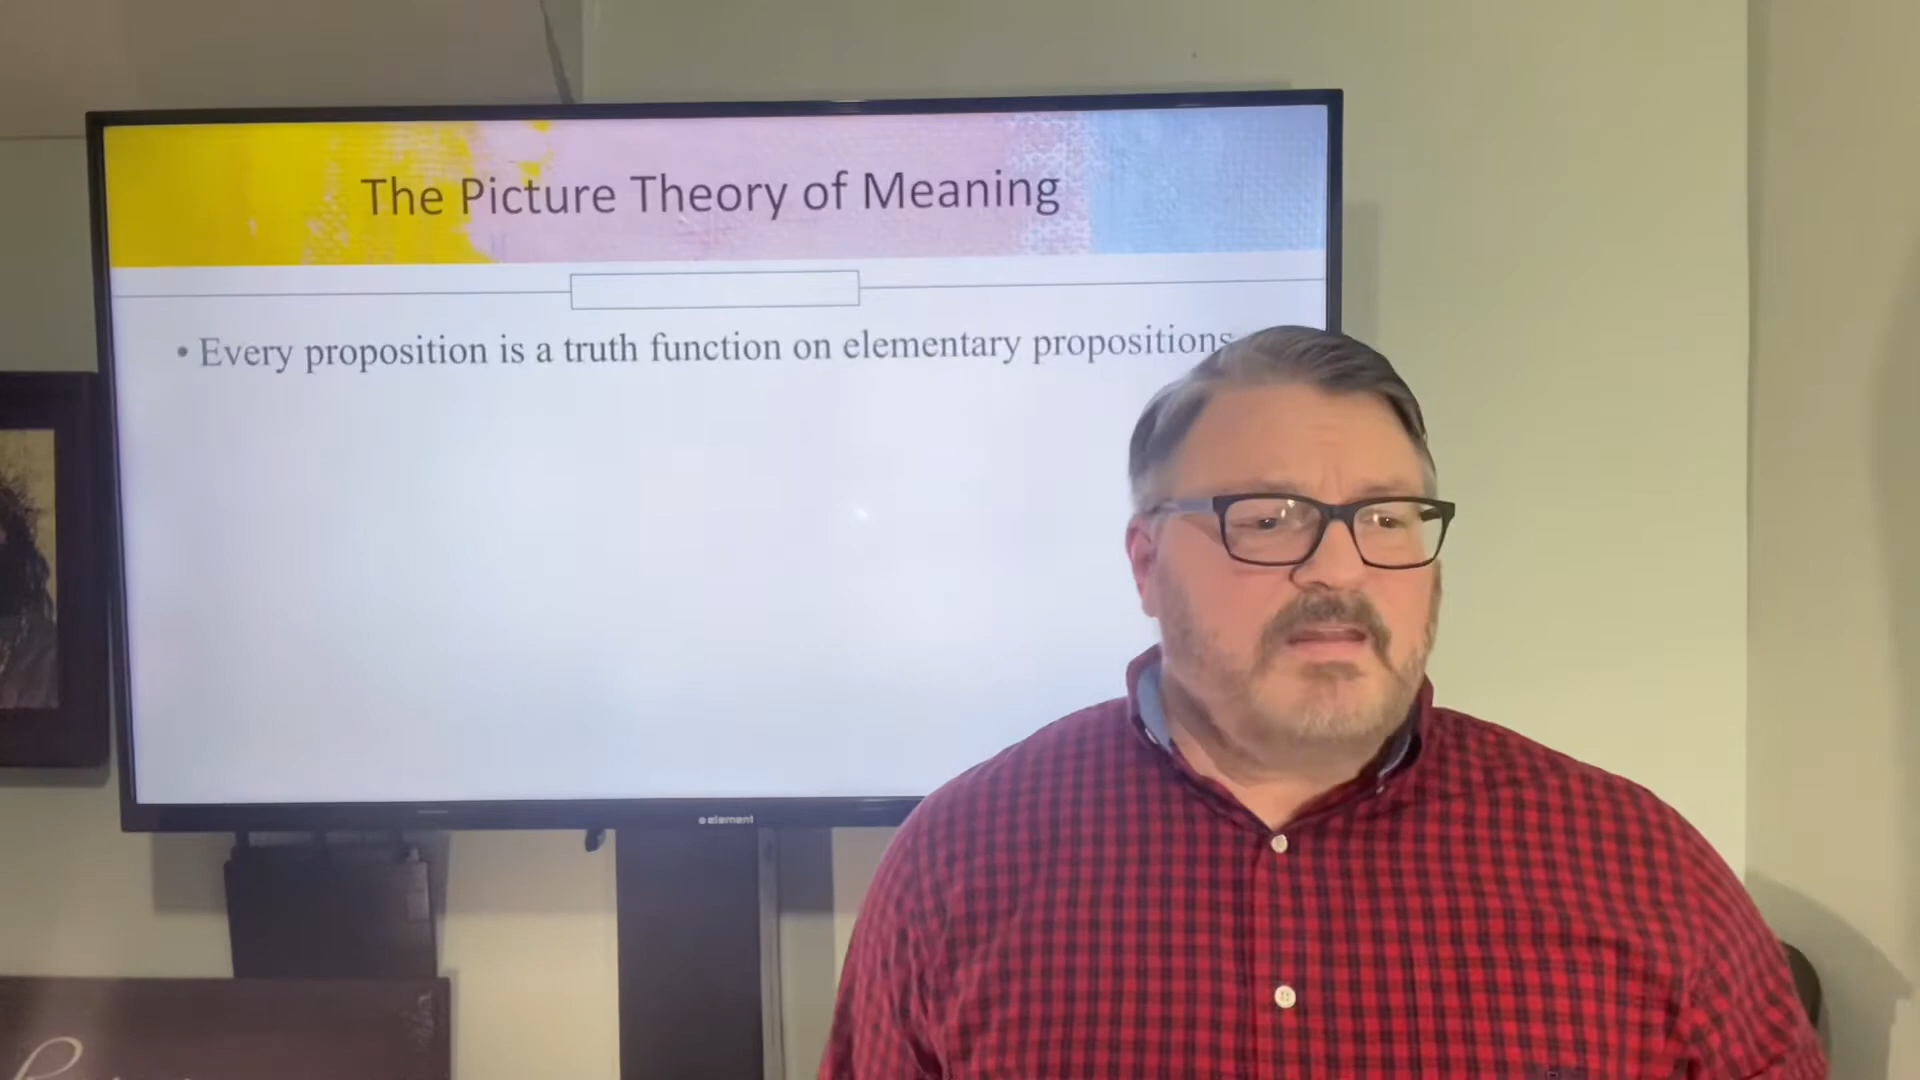 The Picture Theory of Meaning
• Every proposition is a truth function on elementary propositions
element